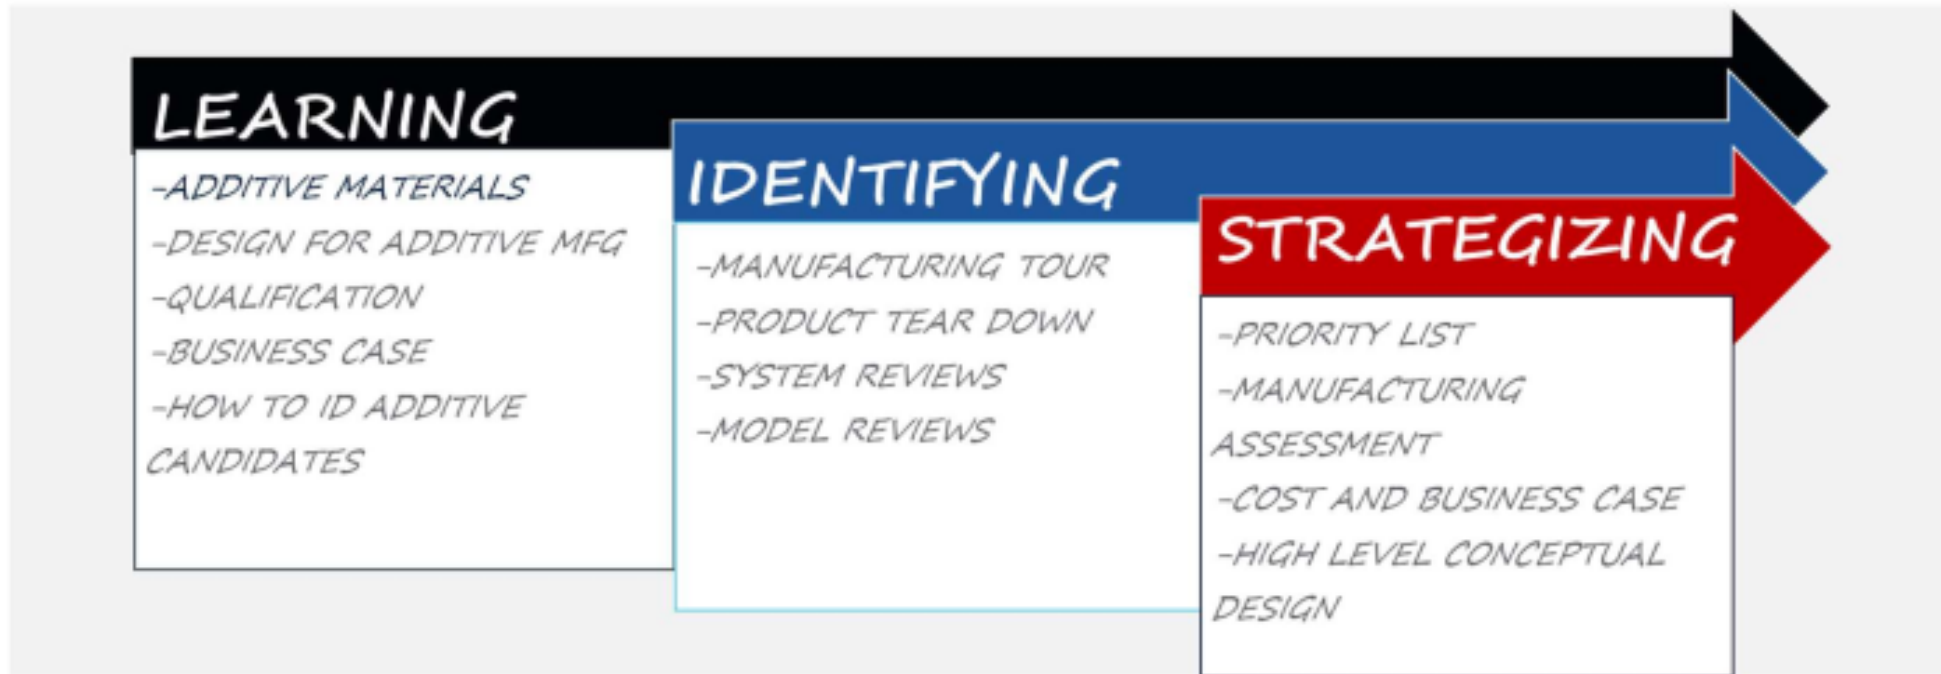 LEARNING
-ADDITIVE MATERIALS
-DESIGN FOR ADDITIVE MFG
-QUALIFICATION
-BUSINESS CASE
-HOW TO ID ADDITIVE
CANDIDATES
IDENTIFYING
-MANUFACTURING TOUR
-PRODUCT TEAR DOWN
-SYSTEM REVIEWS
-MODEL REVIEWS
STRATEGIZING
-PRIORITY LIST
-MANUFACTURING
ASSESSMENT
-COST AND BUSINESS CASE
-HIGH LEVEL CONCEPTUAL
DESIGN